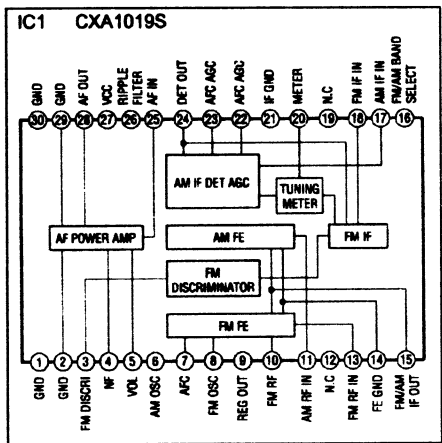 IC1 CXA1019S
GND
GND
AF OUT
VCC
RIPPLE
FILTER
AF IN
DET OUT
AFC AGC
AFC AGC
IF GND
METER
N.C
FM IF IN
AM IF IN
FM/AM BAND
SELECT
30 29 28 27 26 25 24 23 22 21 20 19 18 17 16
AM IF DET AGC
TUNING
METER
AF POWER AMP
AM FE
FM IF
FM
DISCRIMINATOR
FM FE
1 2 3 4 5 6 7 8 9 10 11 12 13 14 15
GND
GND
FM DISCRI
NF
VOL
AM OSC
AFC
FM OSC
REG OUT
FM RF
AM RF IN
N.C
FM RF IN
FE GND
FM/AM
IF OUT